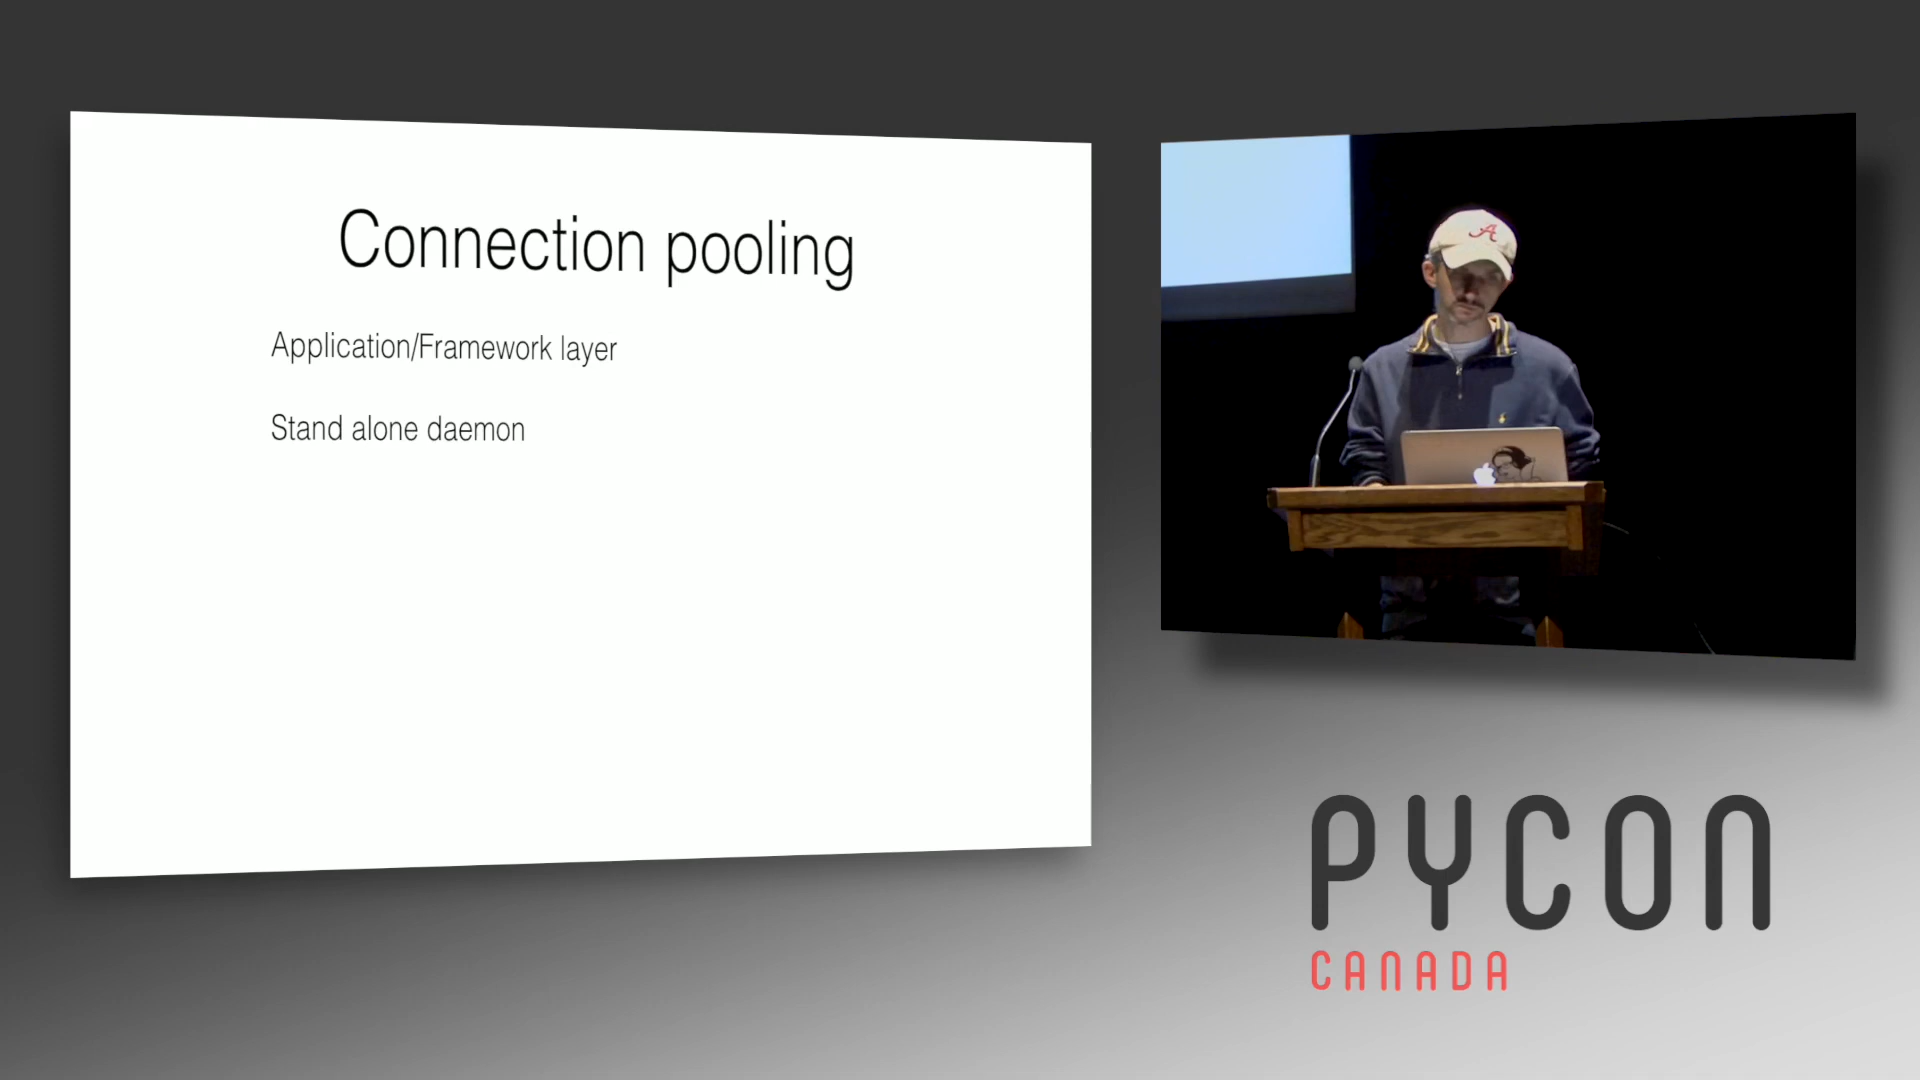 Connection pooling
Application/Framework layer
Stand alone daemon
A
PYCON
CANADA